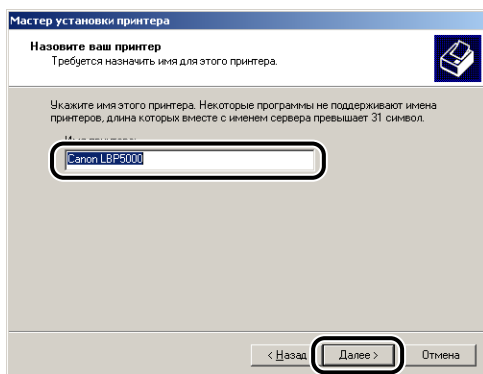 Мастер установки принтера
Назовите ваш принтер
Требуется назначить имя для этого принтера.
Укажите имя этого принтера. Некоторые программы не поддерживают имена
принтеров, длина которых вместе с именем сервера превышает 31 символ.
Canon LBP5000
< Назад Далее > Отмена